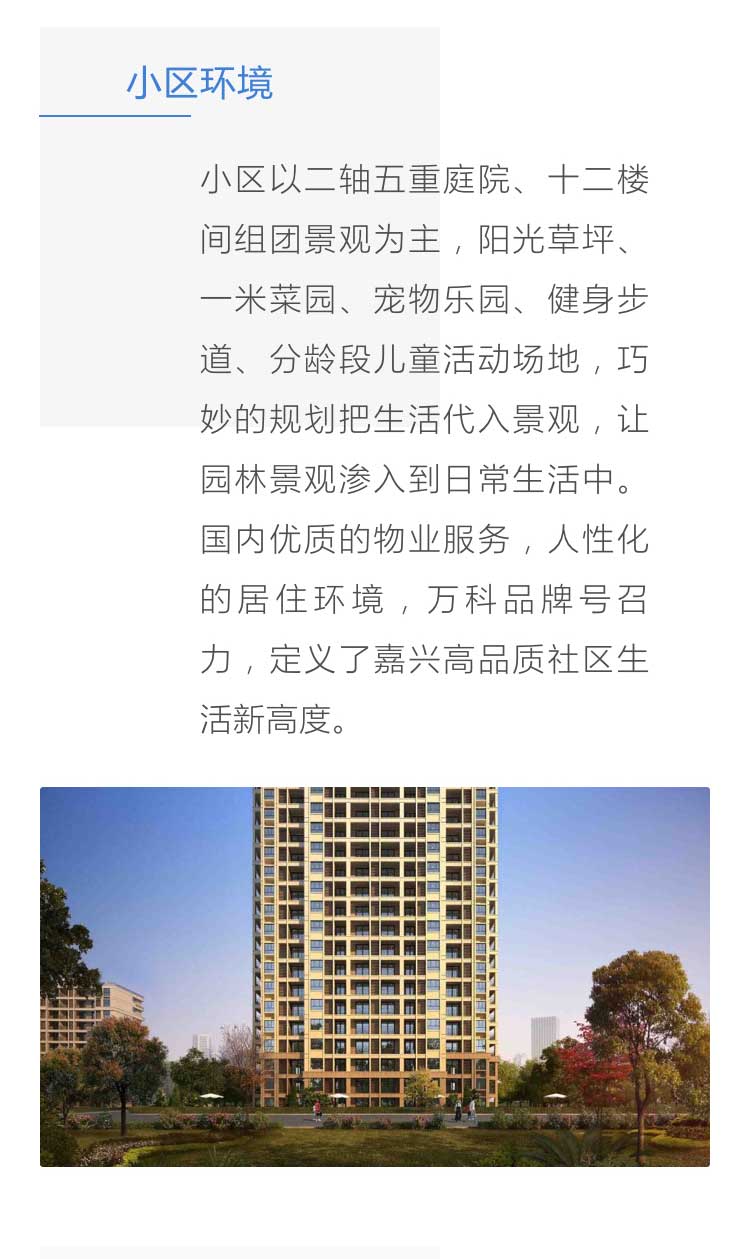 小区环境
小区以二轴五重庭院、十二楼
间组团景观为主，阳光草坪、
一米菜园、宠物乐园、健身步
道、分龄段儿童活动场地，巧
妙的规划把生活代入景观，让
园林景观渗入到日常生活中。
国内优质的物业服务，人性化
的居住环境，万科品牌号召
力，定义了嘉兴高品质社区生
活新高度。